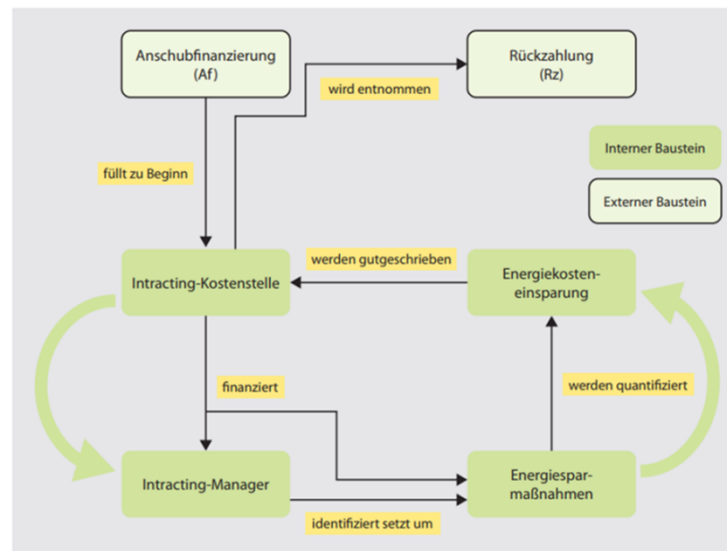 Anschubfinanzierung
(Af)
Rückzahlung
(Rz)
wird entnommen
Interner Baustein
füllt zu Beginn
Externer Baustein
werden gutgeschrieben
Intracting-Kostenstelle
Energiekosten-
einsparung
finanziert
werden quantifiziert
Intracting-Manager
Energiespar-
maßnahmen
identifiziert setzt um